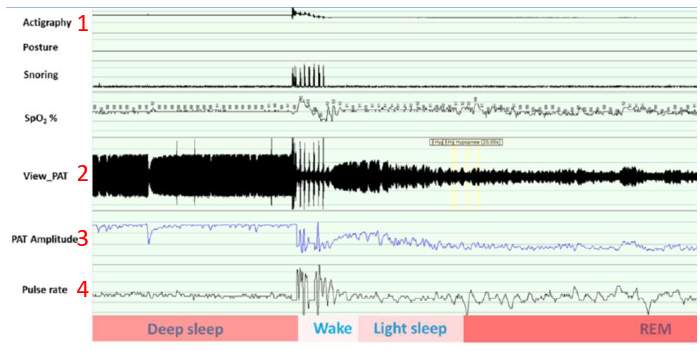 Actigraphy 1
Posture
Snoring
SpO₂ %
View_PAT 2
PAT Amplitude 3
Pulse rate 4
Deep sleep Wake Light sleep REM